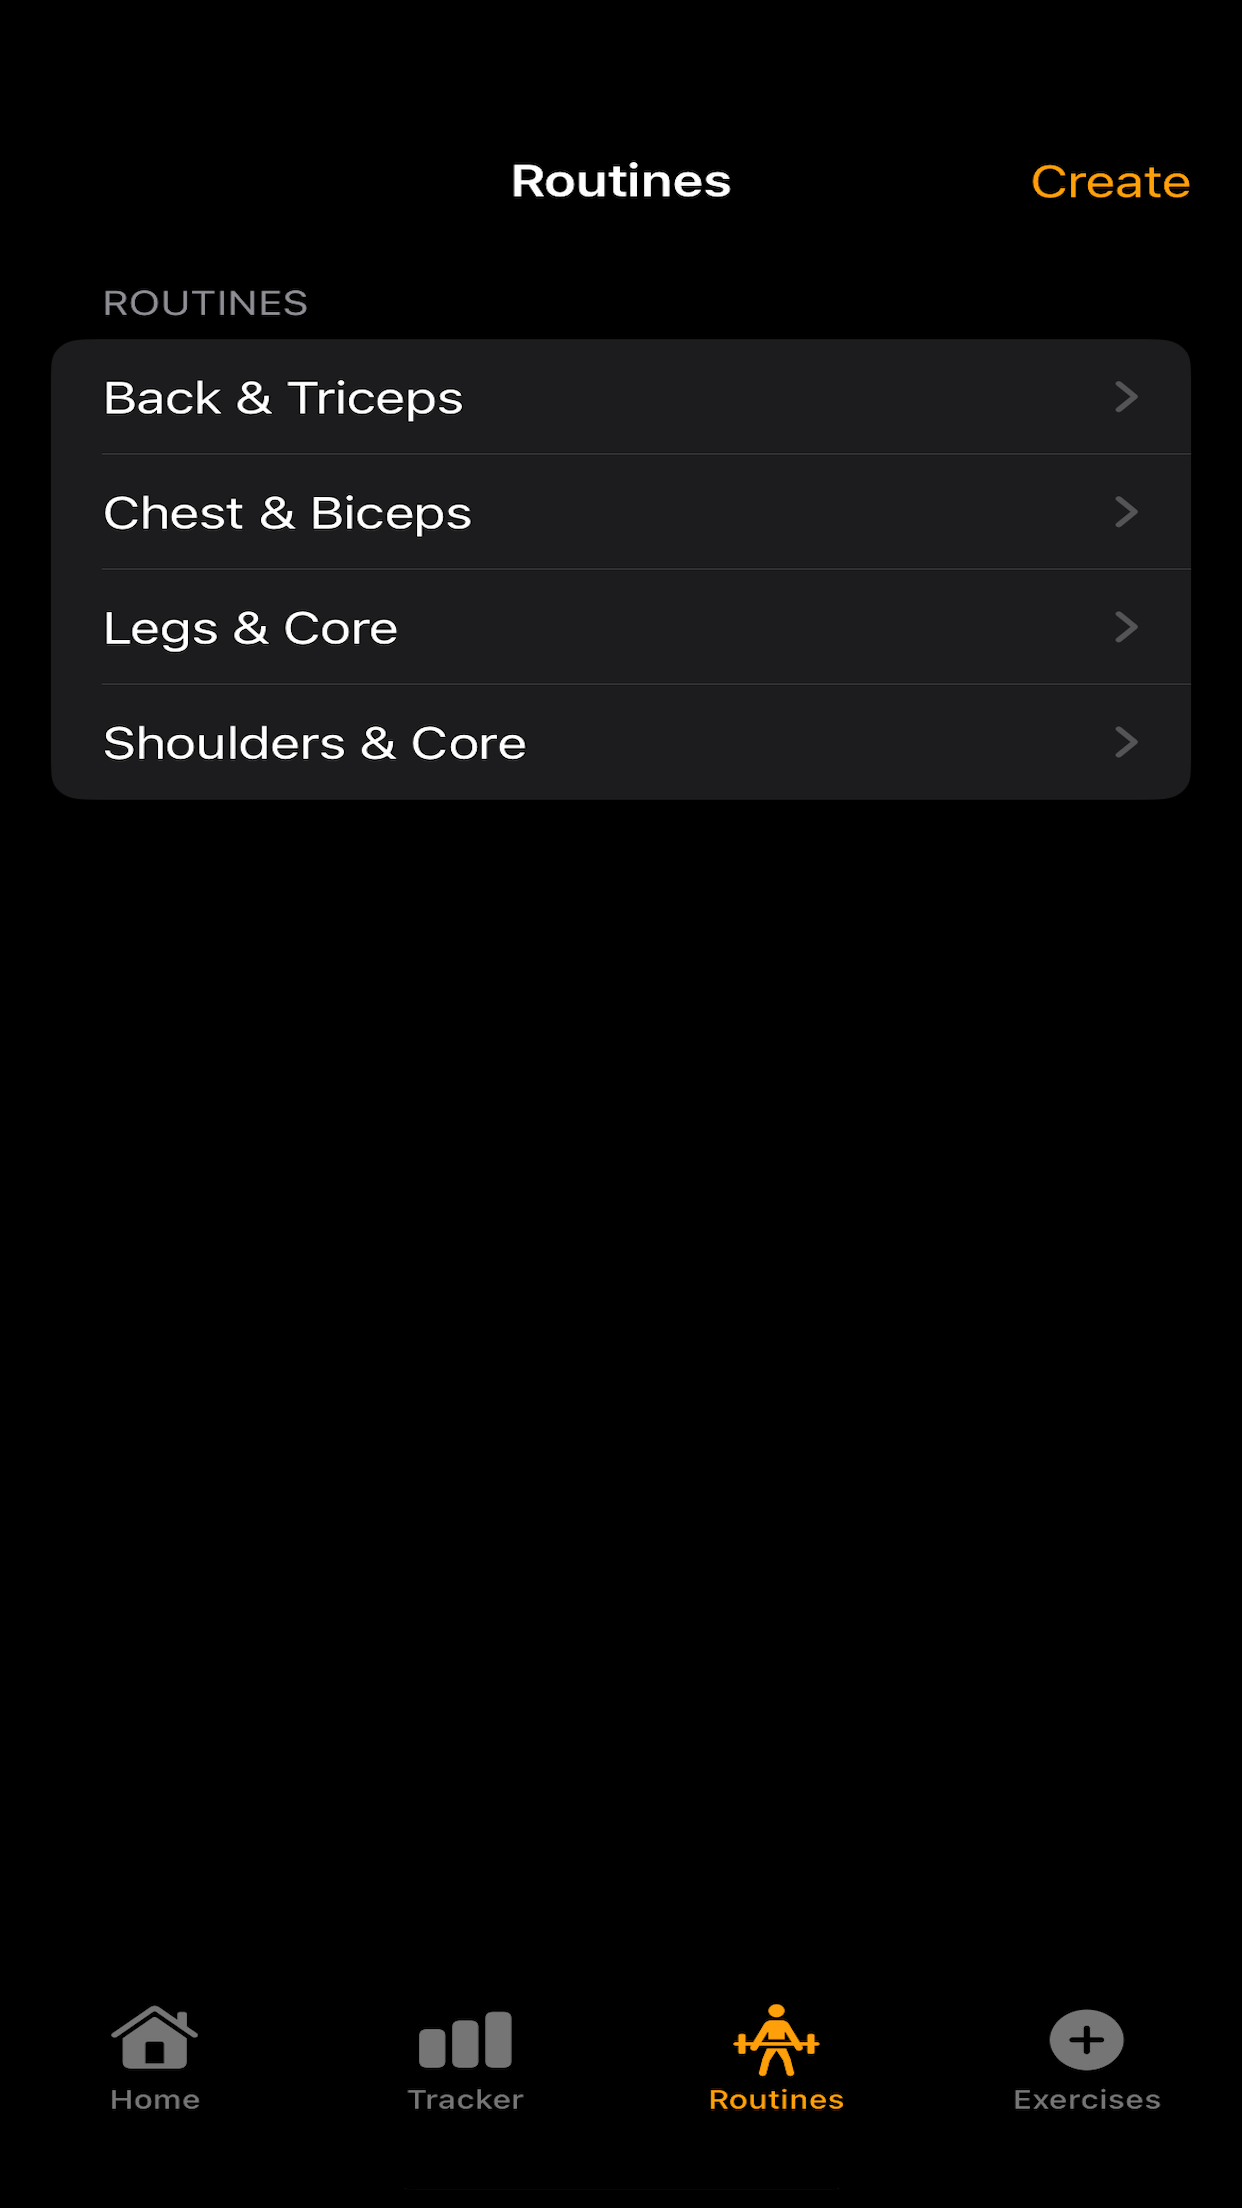 Routines
Create
ROUTINES
Back & Triceps
Chest & Biceps
Legs & Core
Shoulders & Core
Home
Tracker
Routines
Exercises